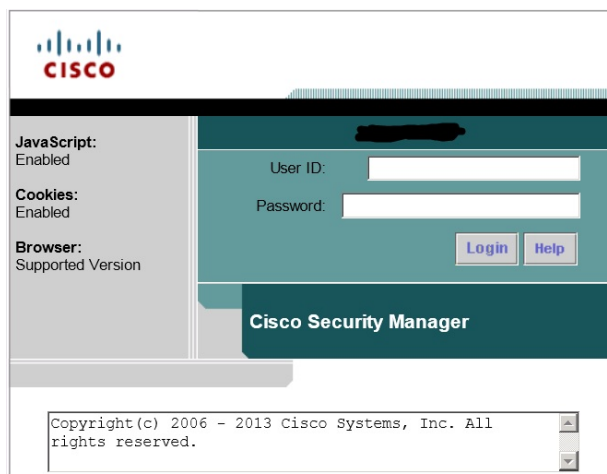 CISCO
JavaScript:
Enabled
Cookies:
Enabled
Browser:
Supported Version
User ID:
Password:
Login Help
Cisco Security Manager
Copyright(c) 2006 - 2013 Cisco Systems, Inc. All
rights reserved.